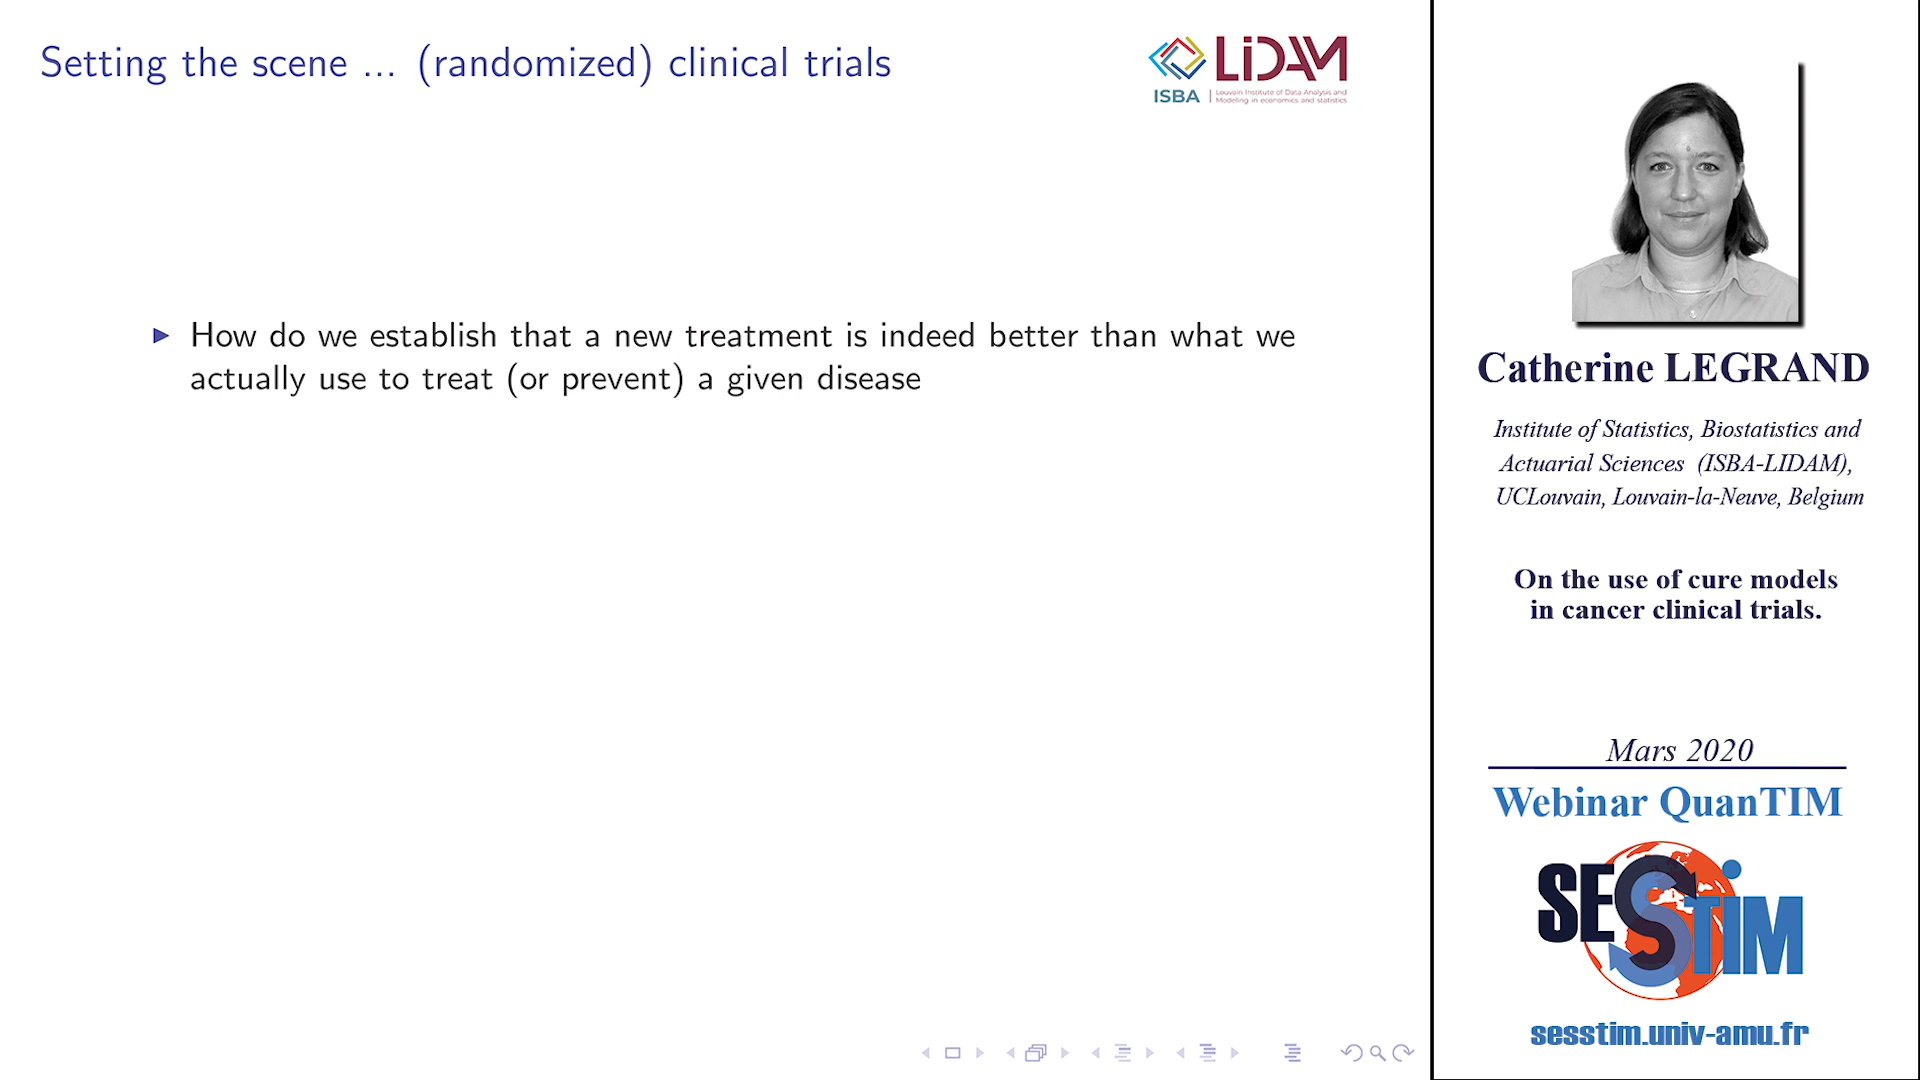 Setting the scene ... (randomized) clinical trials
LiDAM
ISBA
Louvain Institute of Data Analysis and
Modeling in economics and statistics
How do we establish that a new treatment is indeed better than what we
actually use to treat (or prevent) a given disease
Catherine LEGRAND
Institute of Statistics, Biostatistics and
Actuarial Sciences (ISBA-LIDAM),
UCLouvain, Louvain-la-Neuve, Belgium
On the use of cure models
in cancer clinical trials.
Mars 2020
Webinar QuanTIM
SESSTIM
sesstim.univ-amu.fr